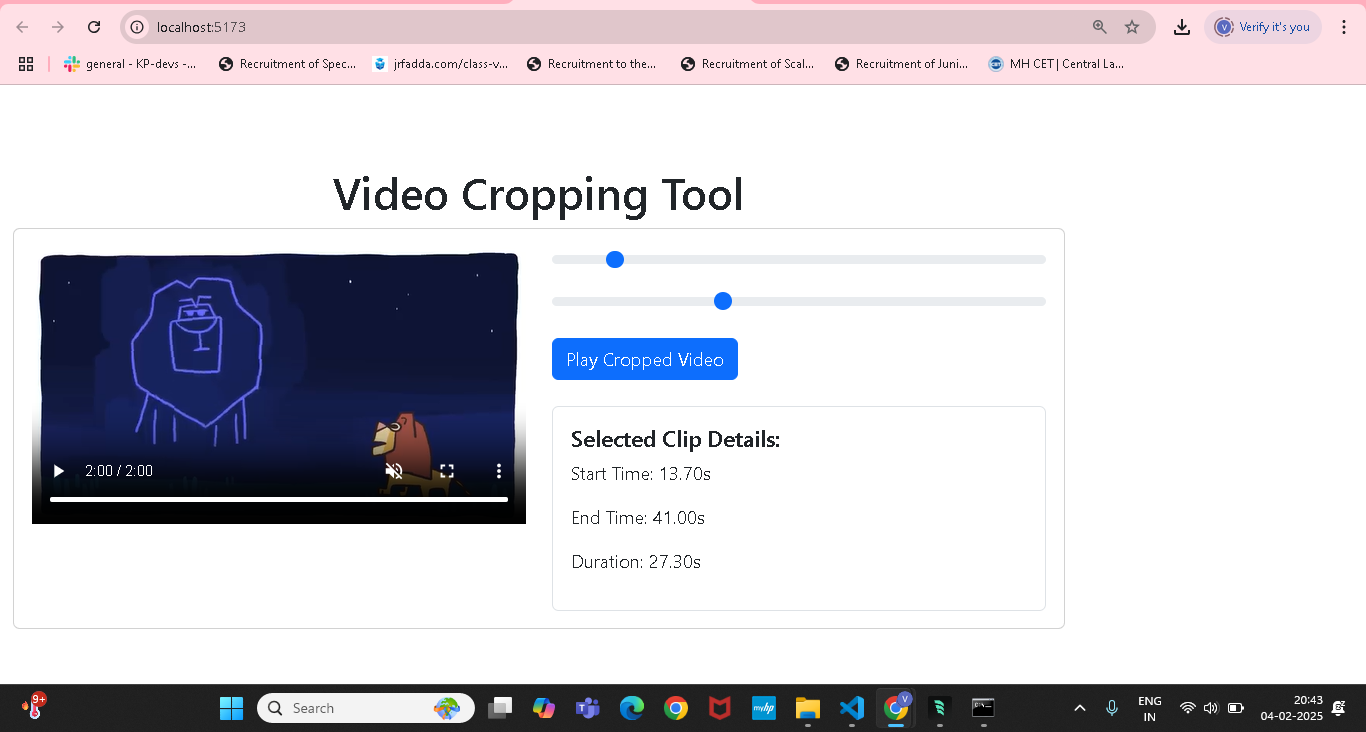 localhost:5173
Verify it's you
general - KP-devs -...
Recruitment of Spec...
jrfadda.com/class-v...
Recruitment to the...
Recruitment of Scal...
Recruitment of Juni...
MH CET | Central La...
Video Cropping Tool
2:00 / 2:00
Play Cropped Video
Selected Clip Details:
Start Time: 13.70s
End Time: 41.00s
Duration: 27.30s
9+
Search
myhp
V
ENG
IN
20:43
04-02-2025